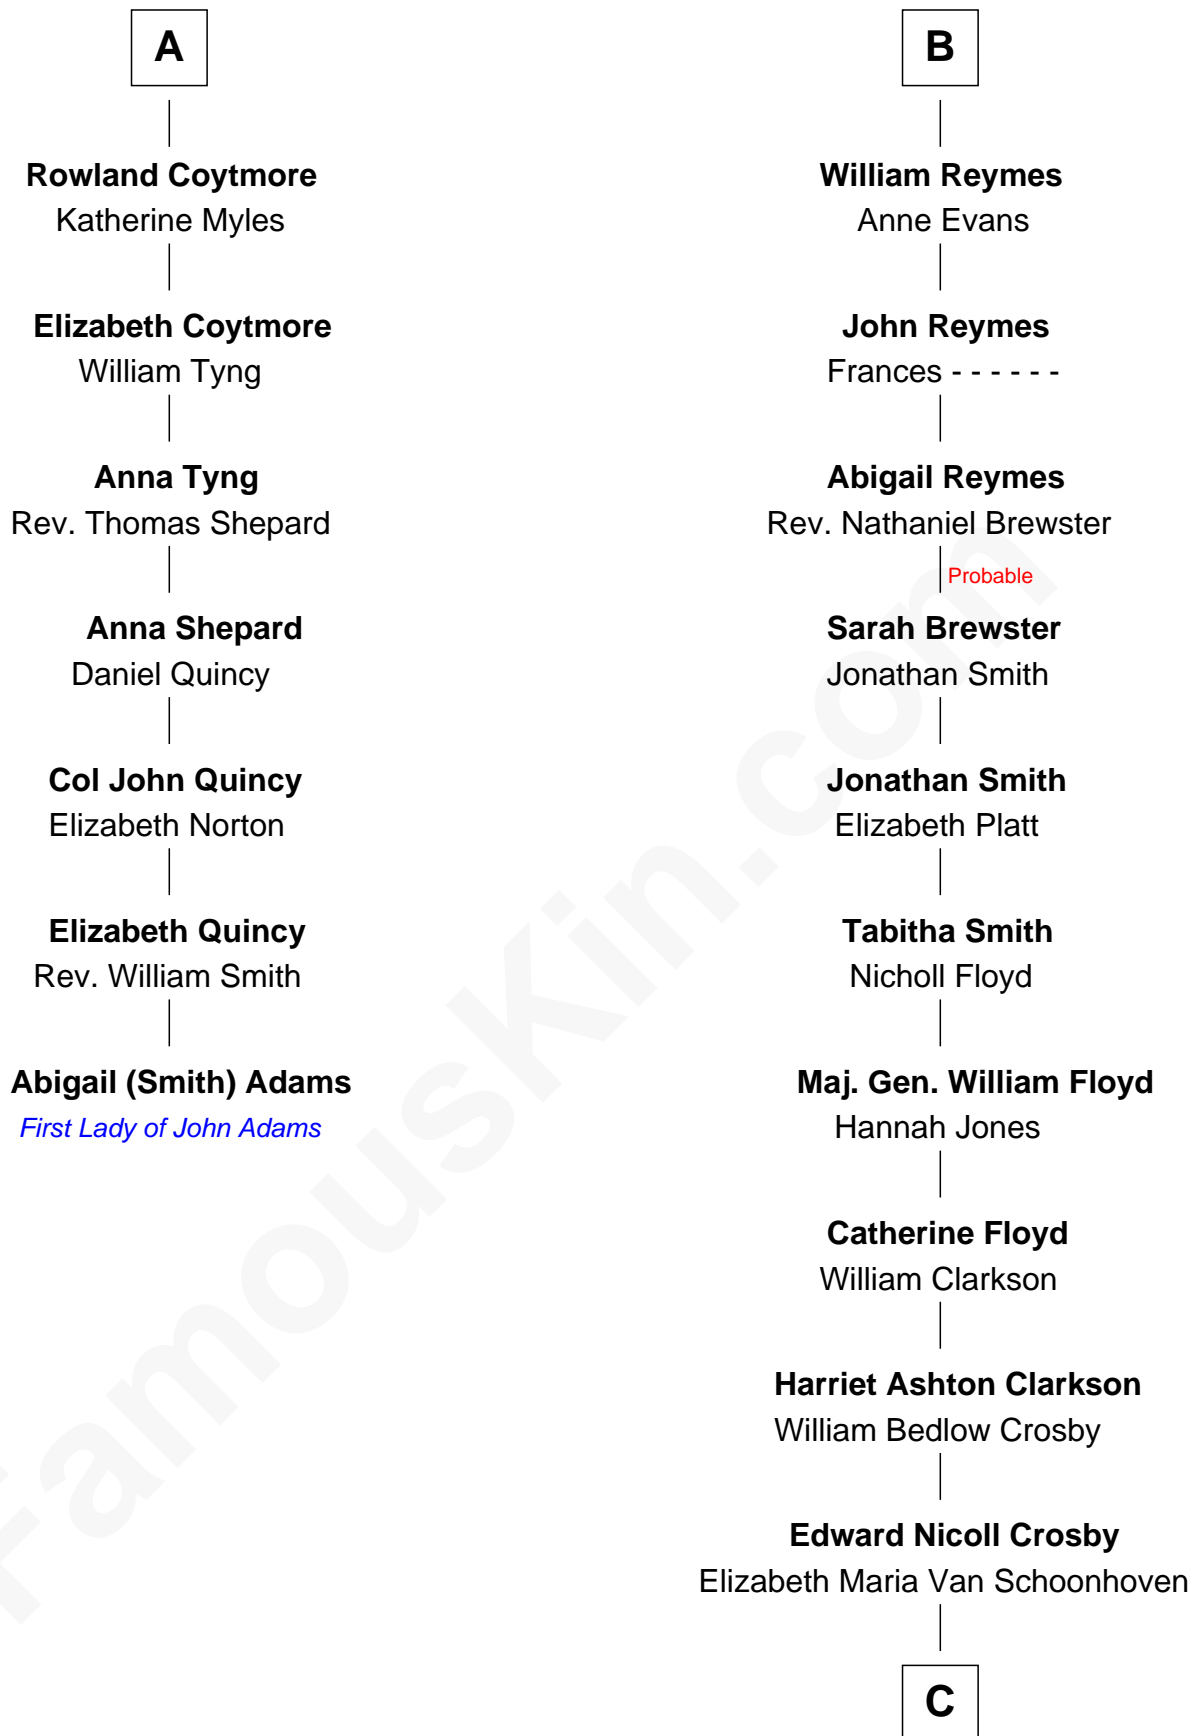 A
Rowland Coytmore
Katherine Myles
Elizabeth Coytmore
William Tyng
Anna Tyng
Rev. Thomas Shepard
Anna Shepard
Daniel Quincy
Col John Quincy
Elizabeth Norton
Elizabeth Quincy
Rev. William Smith
Abigail (Smith) Adams
First Lady of John Adams
B
William Reymes
Anne Evans
John Reymes
Frances - - - - - -
Abigail Reymes
Rev. Nathaniel Brewster
Probable
Sarah Brewster
Jonathan Smith
Jonathan Smith
Elizabeth Platt
Tabitha Smith
Nicholl Floyd
Maj. Gen. William Floyd
Hannah Jones
Catherine Floyd
William Clarkson
Harriet Ashton Clarkson
William Bedlow Crosby
Edward Nicoll Crosby
Elizabeth Maria Van Schoonhoven
C
FamousKin.com